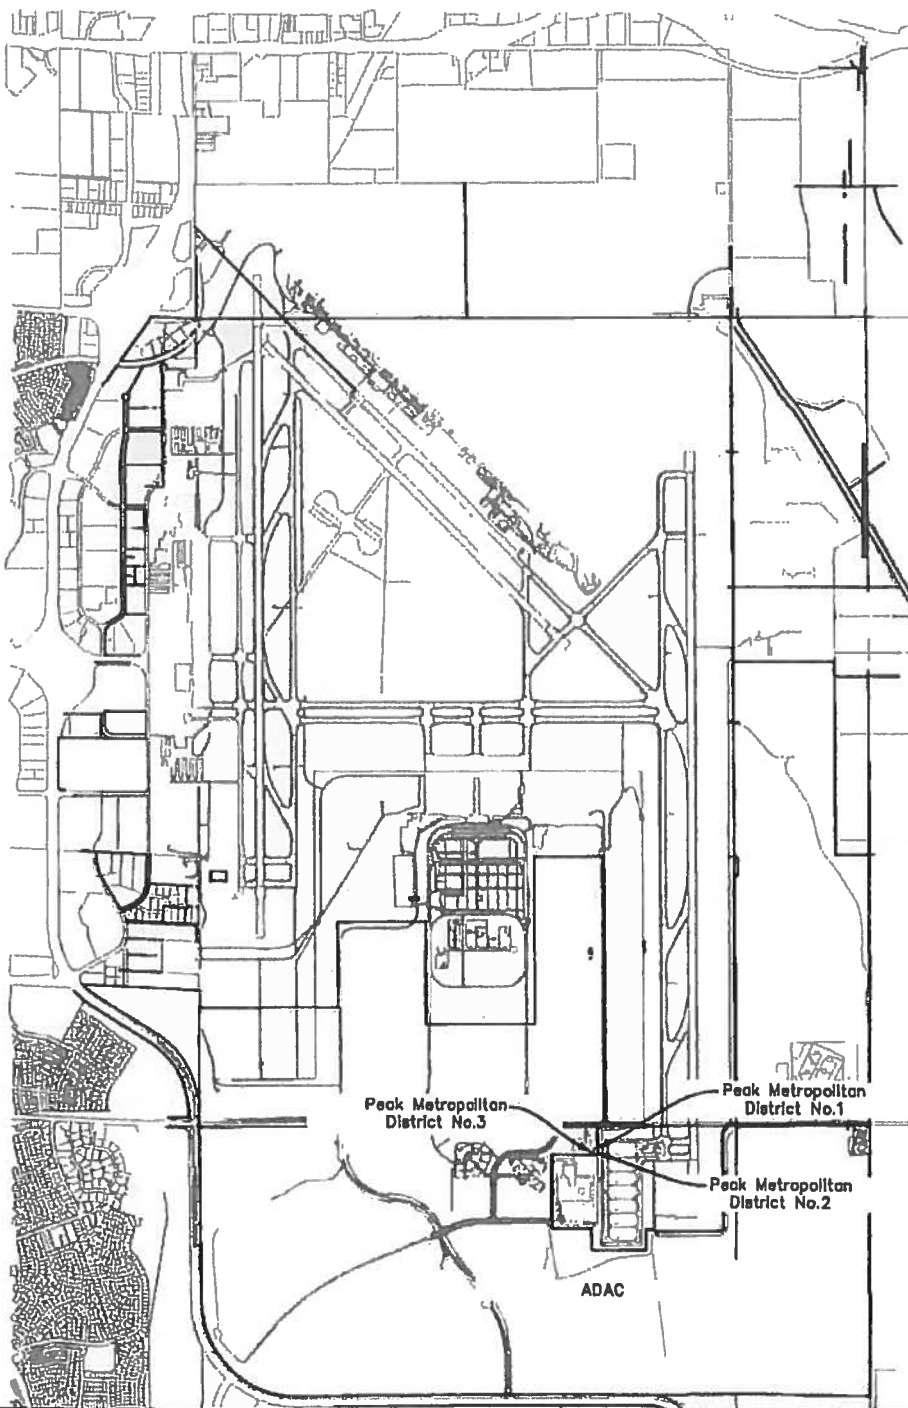 Peak Metropolitan
District No.1
Peak Metropolitan
District No.3
Peak Metropolitan
District No.2
ADAC